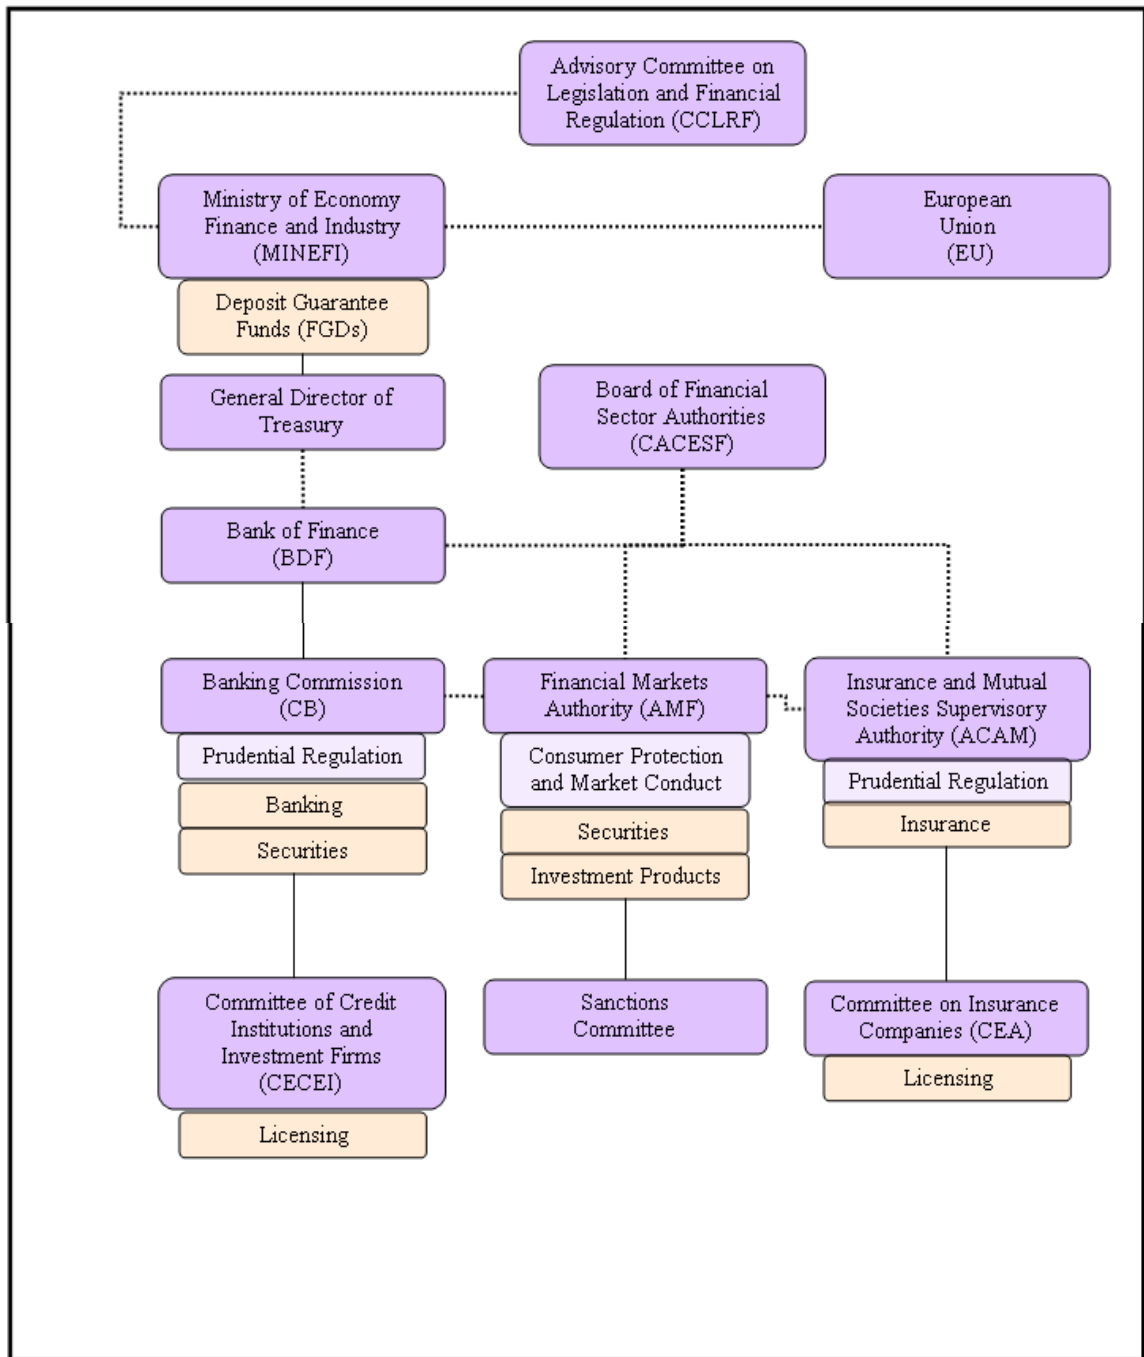 Advisory Committee on
Legislation and Financial
Regulation (CCLRF)
Ministry of Economy
Finance and Industry
(MINEFI)
European
Union
(EU)
Deposit Guarantee
Funds (FGDs)
General Director of
Treasury
Board of Financial
Sector Authorities
(CACESF)
Bank of Finance
(BDF)
Banking Commission
(CB)
Prudential Regulation
Banking
Securities
Financial Markets
Authority (AMF)
Consumer Protection
and Market Conduct
Securities
Investment Products
Insurance and Mutual
Societies Supervisory
Authority (ACAM)
Prudential Regulation
Insurance
Committee of Credit
Institutions and
Investment Firms
(CECEI)
Licensing
Sanctions
Committee
Committee on Insurance
Companies (CEA)
Licensing